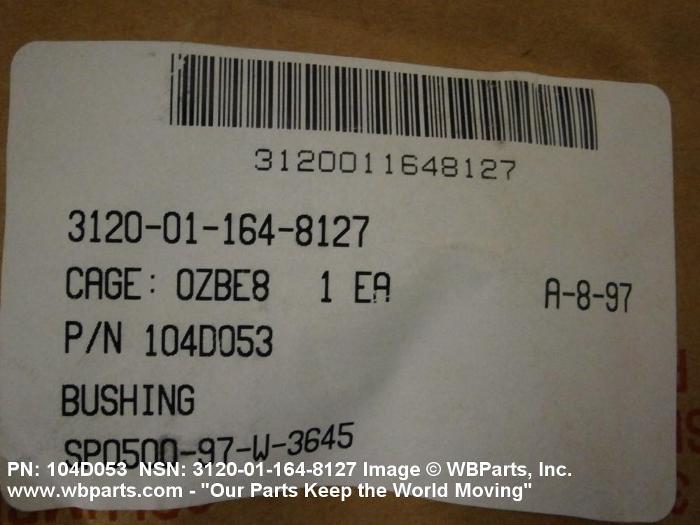 3120011648127
3120-01-164-8127
CAGE: 0ZBE8 1 EA A-8-97
P/N 104D053
BUSHING
SP0500-97-W-3645
PN: 104D053 NSN: 3120-01-164-8127 Image © WBParts, Inc.
www.wbparts.com - "Our Parts Keep the World Moving"